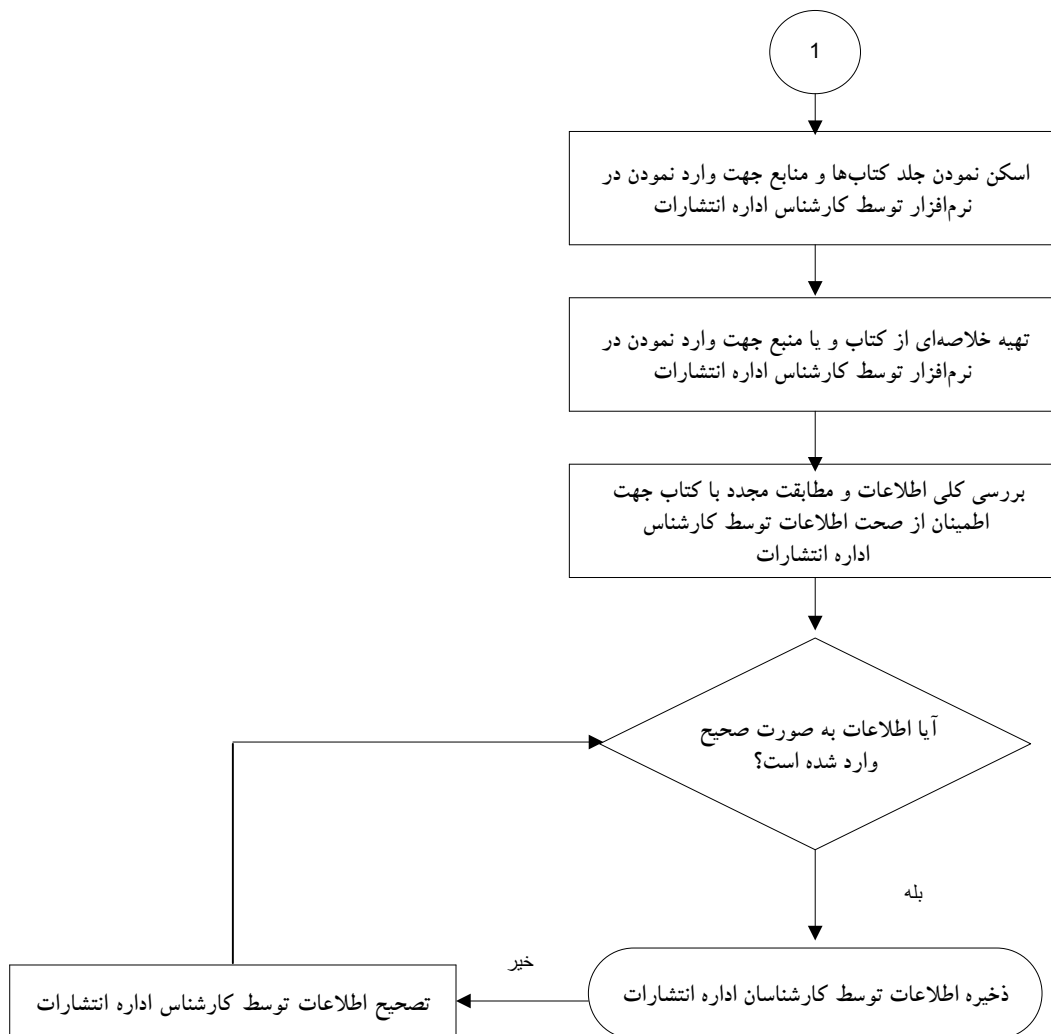 1
اسکن نمودن جلد کتاب‌ها و منابع جهت وارد نمودن در
نرم‌افزار توسط کارشناس اداره انتشارات
تهیه خلاصه‌ای از کتاب و یا منبع جهت وارد نمودن در
نرم‌افزار توسط کارشناس اداره انتشارات
بررسی کلی اطلاعات و مطابقت مجدد با کتاب جهت
اطمینان از صحت اطلاعات توسط کارشناس
اداره انتشارات
آیا اطلاعات به صورت صحیح
وارد شده است؟
بله
ذخیره اطلاعات توسط کارشناسان اداره انتشارات
خیر
تصحیح اطلاعات توسط کارشناس اداره انتشارات